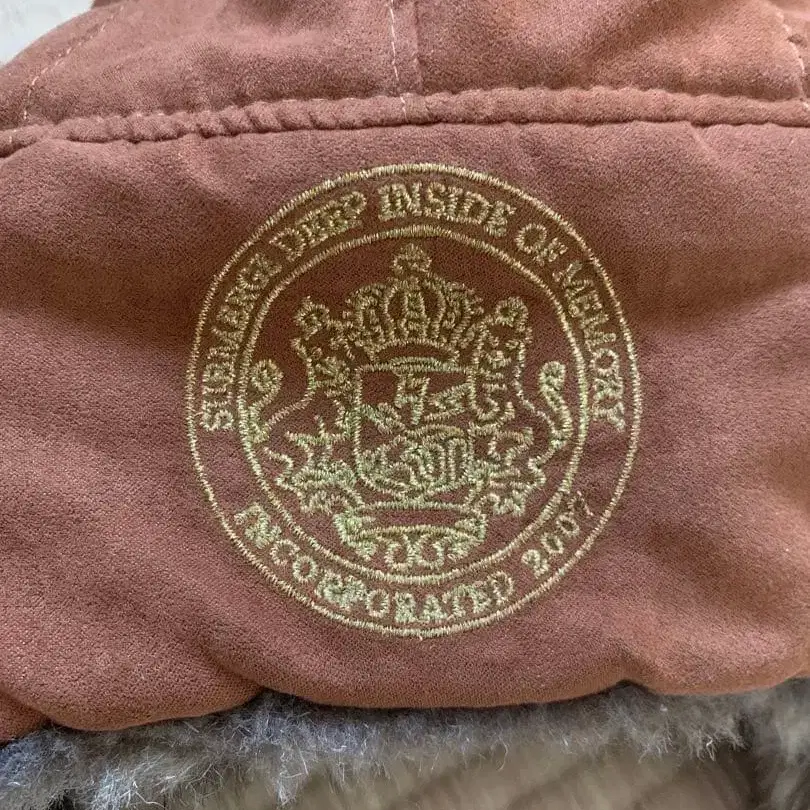 SUBMERGE DEEP INSIDE OF MEMORY
INCORPORATED 2007